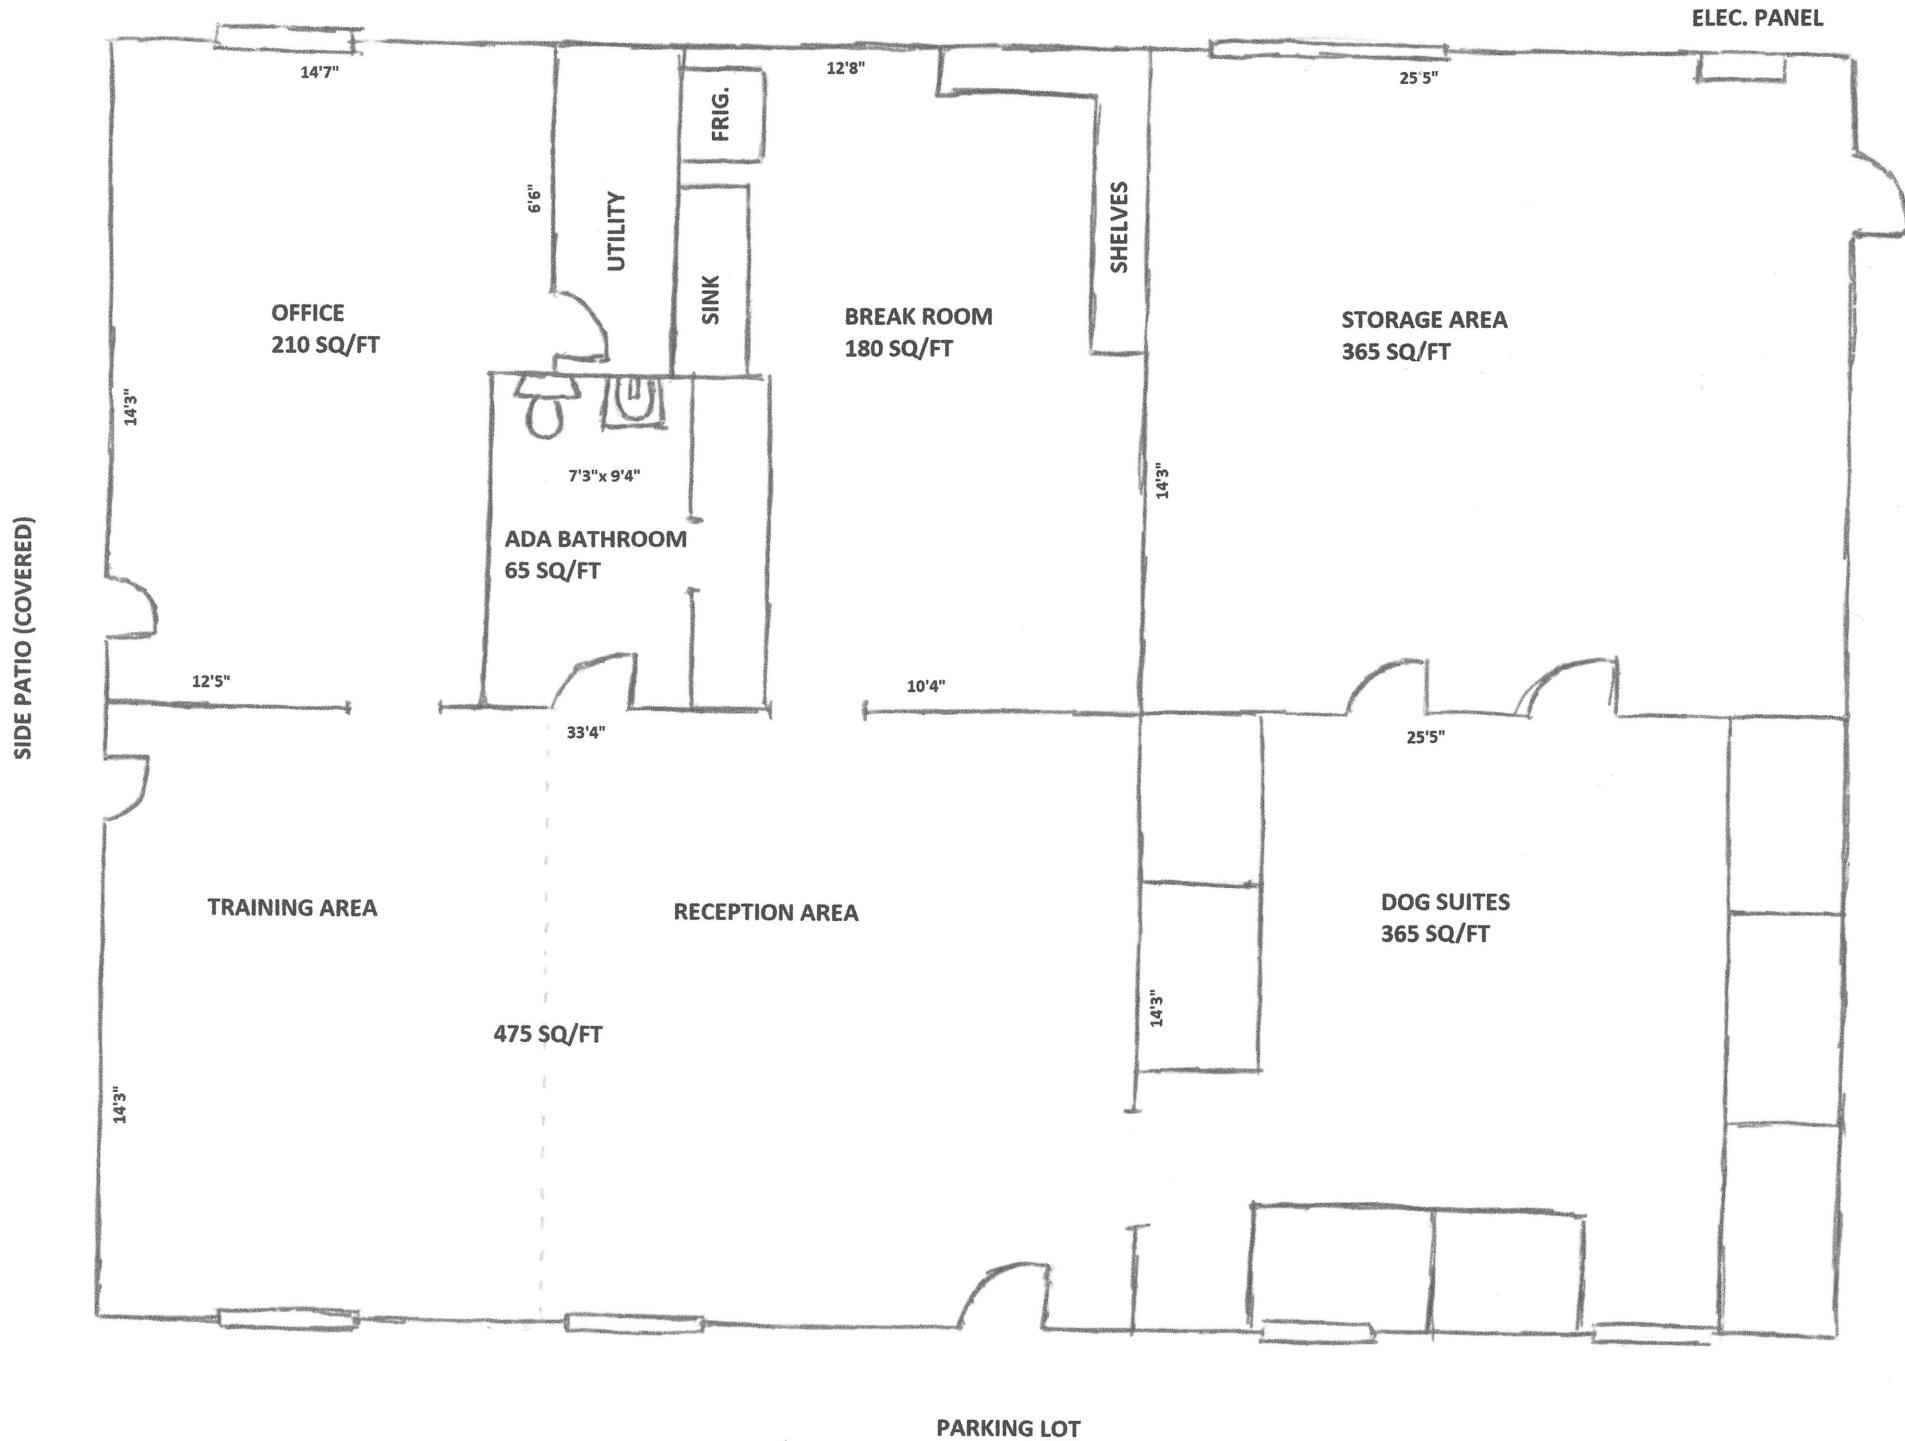 ELEC. PANEL
14'7"
12'8"
25'5"
FRIG.
6'6"
UTILITY
SHELVES
SINK
OFFICE
210 SQ/FT
BREAK ROOM
180 SQ/FT
STORAGE AREA
365 SQ/FT
14'3"
7'3"x 9'4"
14'3"
ADA BATHROOM
65 SQ/FT
SIDE PATIO (COVERED)
12'5"
10'4"
33'4"
25'5"
TRAINING AREA
RECEPTION AREA
DOG SUITES
365 SQ/FT
14'3"
475 SQ/FT
14'3"
PARKING LOT